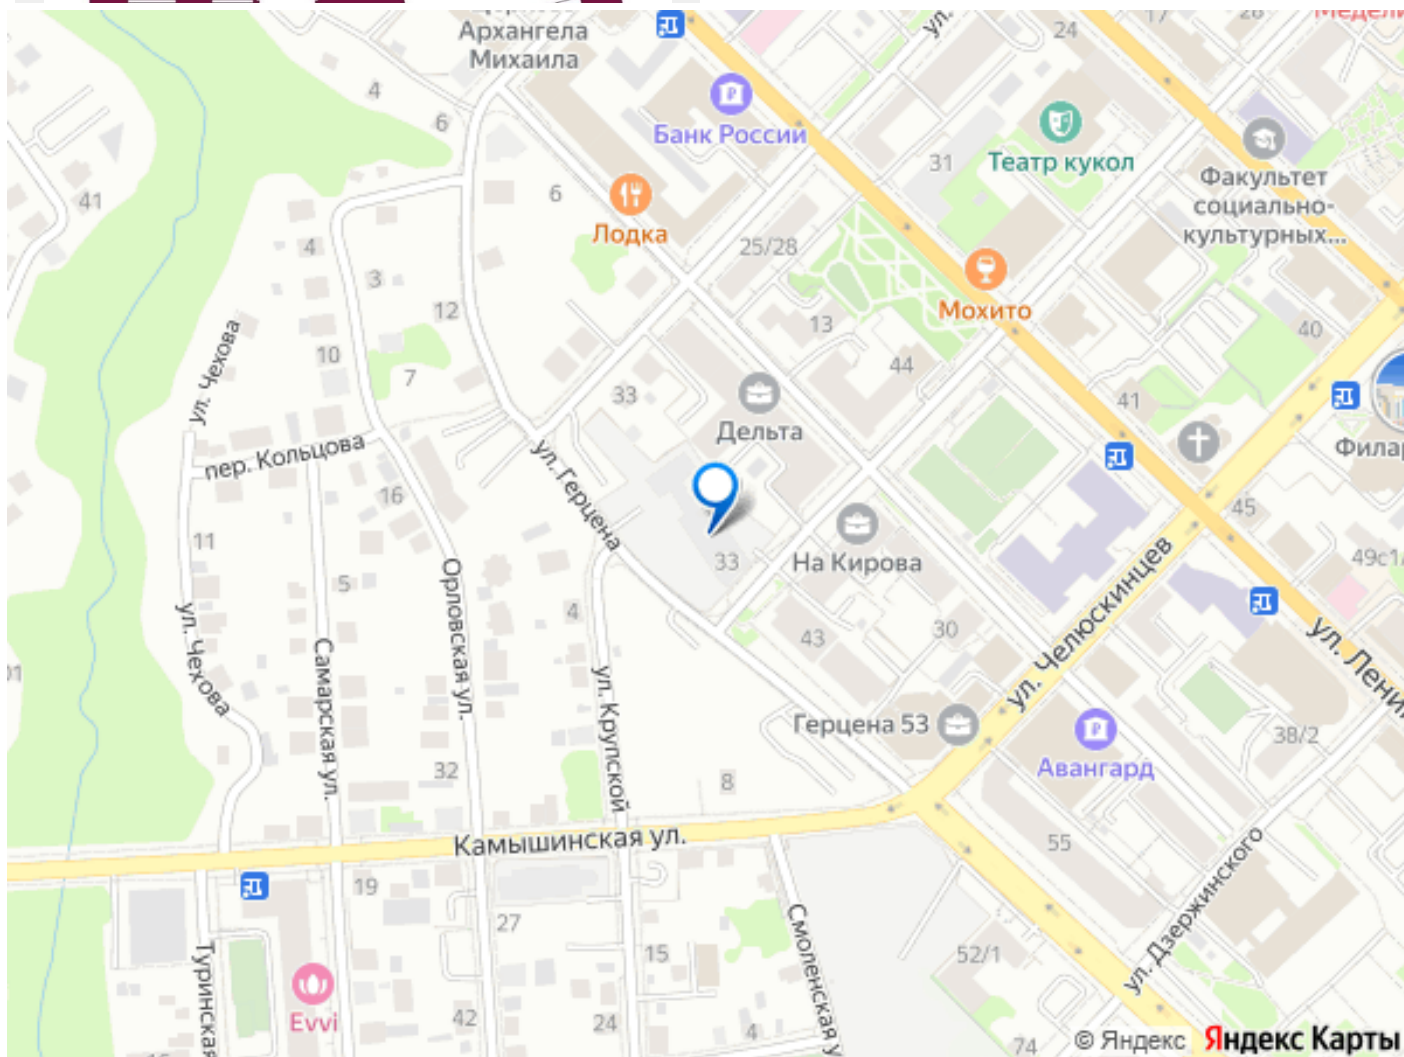 Архангела
Михаила
4
6
24
17
28
Банк России
Театр кукол
31
Факультет
социально-
культурных...
41
6
Лодка
25/28
4
3
12
Мохито
13
40
ул. Чехова
10
7
44
33
41
Дельта
пер. Кольцова
ул. Герцена
16
45
11
На Кирова
33
49с1
5
Орловская ул.
4
ул. Челюскинцев
30
43
ул. Чехова
Самарская ул.
ул. Крупской
Герцена 53
38/2
Авангард
32
8
Камышинская ул.
55
19
27
ул. Дзержинского
Смоленская у
15
52/1
Туринская
Evvi
42
24
4
74
© Яндекс Яндекс Карты